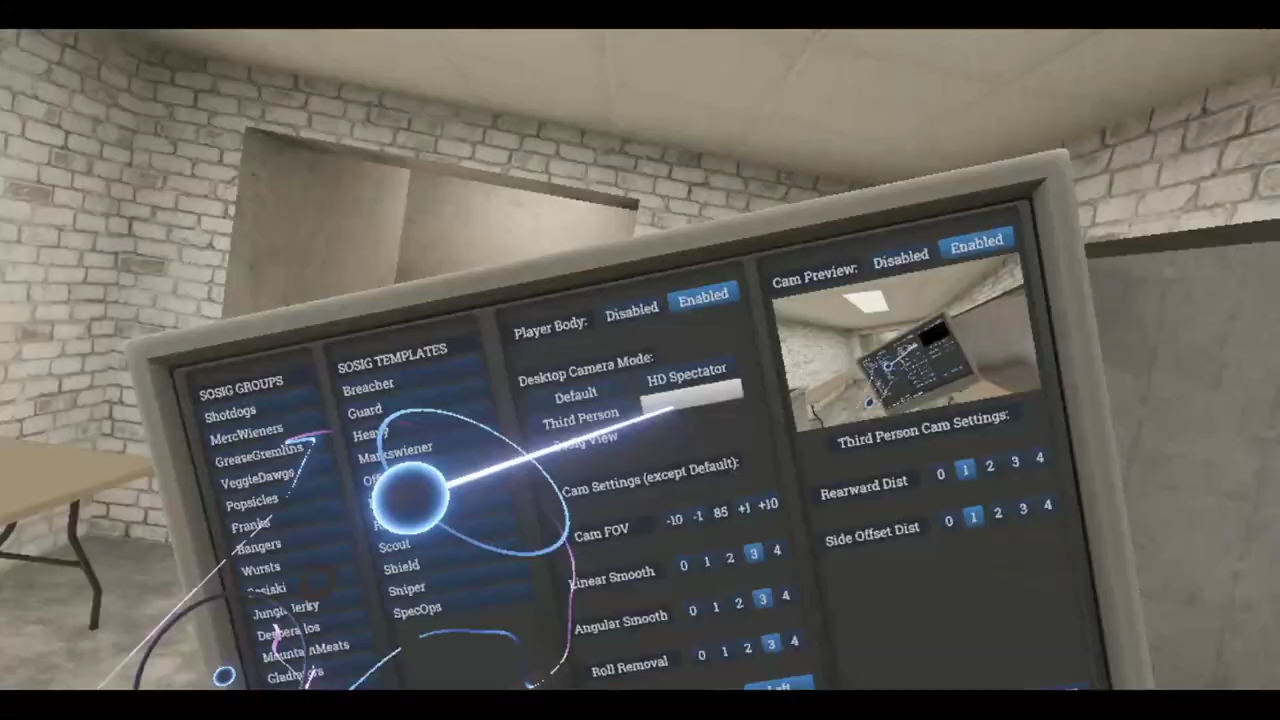 SOSIG GROUPS
Shotdogs
MercWieners
GreaseGremlins
VeggieDawgs
Popsicles
Franks
Bangers
Wursts
Jungle Jerky
MountainMeats
Gladiators
SOSIG TEMPLATES
Breacher
Guard
Heavy
Markswiener
Scout
Shield
Sniper
SpecOps
Player Body: Disabled Enabled
Desktop Camera Mode:
Default HD Spectator
Third Person
View
Cam Settings (except Default):
Cam FOV -10 -1 85 +1 +10
Linear Smooth 0 1 2 3 4
Angular Smooth 0 1 2 3 4
Roll Removal 0 1 2 3 4
Left
Cam Preview: Disabled Enabled
Third Person Cam Settings:
Rearward Dist 0 1 2 3 4
Side Offset Dist 0 1 2 3 4